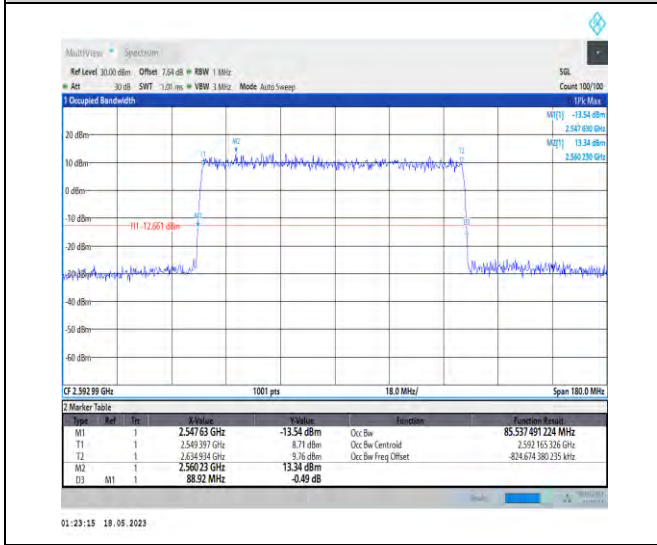 MultiView Spectrum
Ref Level 30.00 dBm Offset 7.64 dB RBW 1 MHz SGL
Att 30 dB SWT 1.01 ms VBW 3 MHz Mode Auto Sweep Count 100/100
1 Occupied Bandwidth 1Pk Max
M1[1] -13.54 dBm
2.547 630 GHz
M2[1] 13.34 dBm
2.560 230 GHz
20 dBm
M2
T1
T2
10 dBm
0 dBm
-10 dBm
M1
D3
H1 -12.661 dBm
-20 dBm
-30 dBm
-40 dBm
-50 dBm
-60 dBm
CF 2.592 99 GHz 1001 pts 18.0 MHz/ Span 180.0 MHz
2 Marker Table
Type Ref Trc X-Value Y-Value Function Function Result
M1 1 2.547 63 GHz -13.54 dBm Occ Bw 85.537 491 224 MHz
T1 1 2.549 397 GHz 8.71 dBm Occ Bw Centroid 2.592 165 326 GHz
T2 1 2.634 934 GHz 9.76 dBm Occ Bw Freq Offset -824.674 380 235 kHz
M2 1 2.560 23 GHz 13.34 dBm
D3 M1 1 88.92 MHz -0.49 dB
01:23:15 18.05.2023